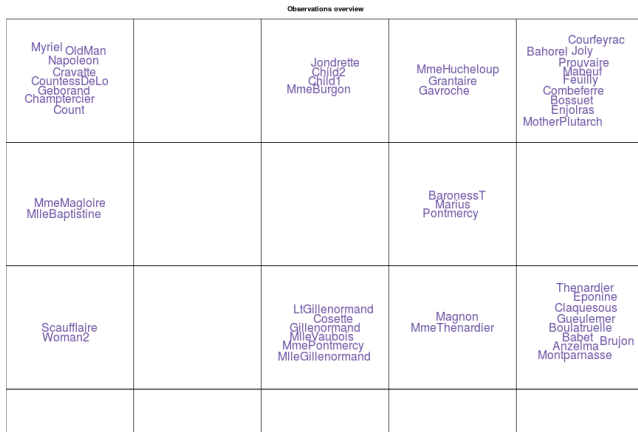 Observations overview
Myriel
OldMan
Napoleon
Cravatte
CountessDeLo
Geborand
Champtercier
Count
Jondrette
Child2
Child1
MmeBurgon
MmeHucheloup
Grantaire
Gavroche
Courfeyrac
Bahorel
Joly
Prouvaire
Mabeuf
Feuilly
Combeferre
Bossuet
Enjolras
MotherPlutarch
MmeMagloire
MlleBaptistine
BaronessT
Marius
Pontmercy
Scaufflaire
Woman2
LtGillenormand
Cosette
Gillenormand
MlleVaubois
MmePontmercy
MlleGillenormand
Magnon
MmeThenardier
Thenardier
Eponine
Claquesous
Gueulemer
Boulatruelle
Babet
Brujon
Anzelma
Montparnasse